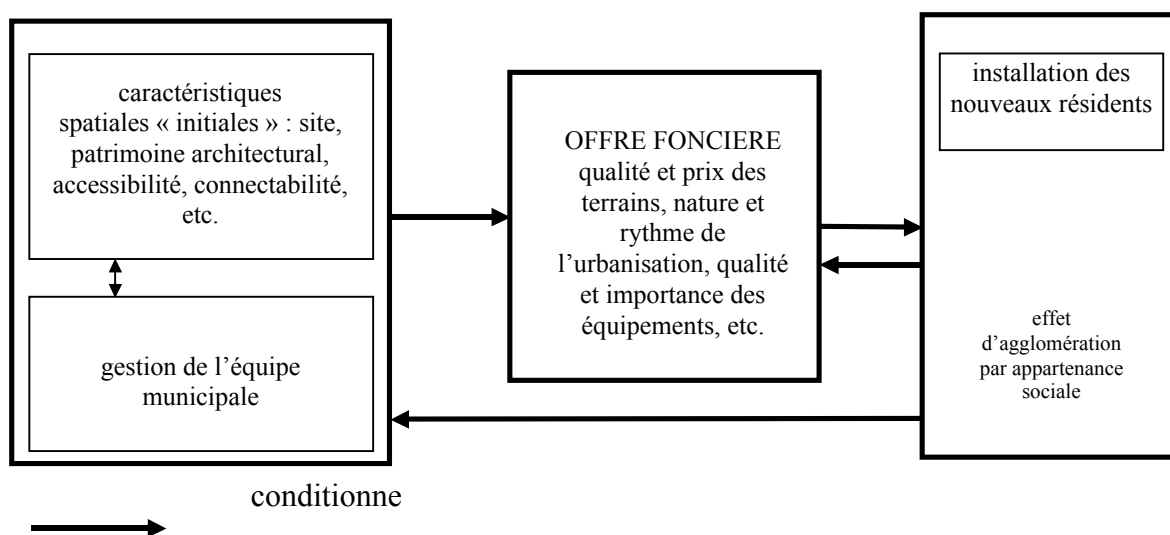 caractéristiques
spatiales « initiales » : site,
patrimoine architectural,
accessibilité, connectabilité,
etc.
gestion de l’équipe
municipale
OFFRE FONCIERE
qualité et prix des
terrains, nature et
rythme de
l’urbanisation, qualité
et importance des
équipements, etc.
installation des
nouveaux résidents
effet
d’agglomération
par appartenance
sociale
conditionne